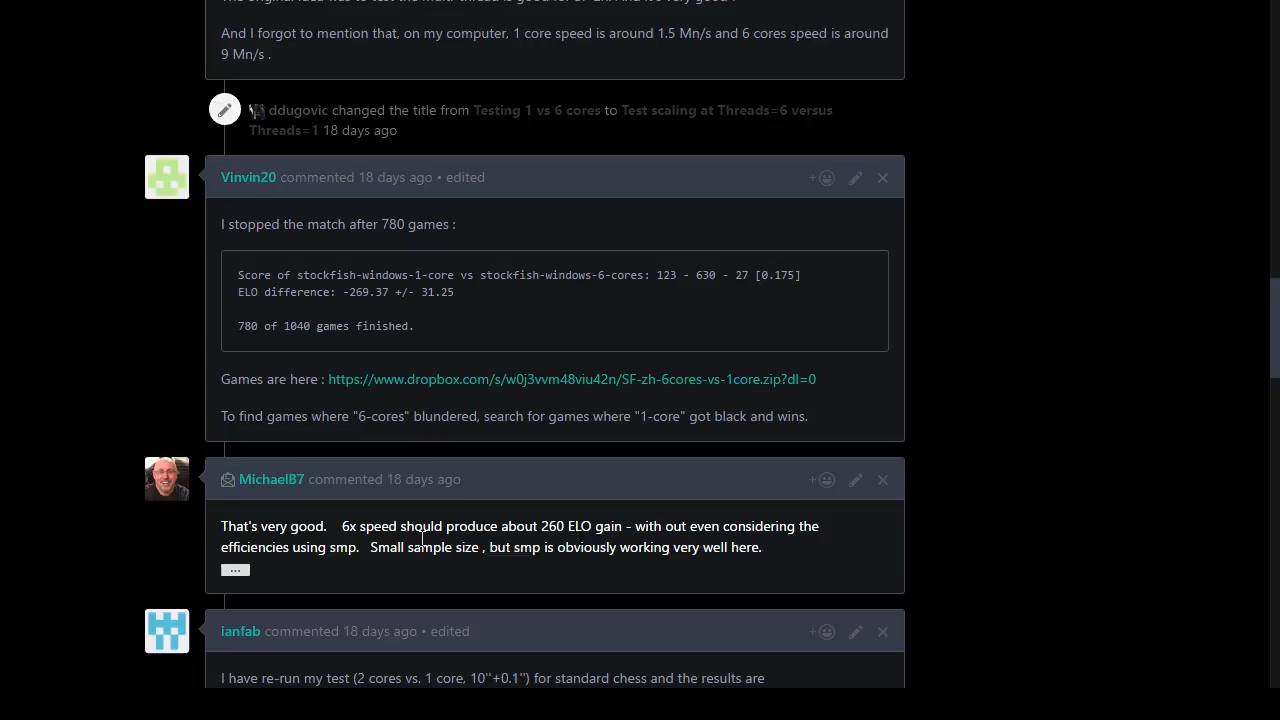 And I forgot to mention that, on my computer, 1 core speed is around 1.5 Mn/s and 6 cores speed is around
9 Mn/s .
ddugovic changed the title from Testing 1 vs 6 cores to Test scaling at Threads=6 versus
Threads=1 18 days ago
Vinvin20 commented 18 days ago • edited
I stopped the match after 780 games :
Score of stockfish-windows-1-core vs stockfish-windows-6-cores: 123 - 630 - 27 [0.175]
ELO difference: -269.37 +/- 31.25
780 of 1040 games finished.
Games are here : https://www.dropbox.com/s/w0j3vvm48viu42n/SF-zh-6cores-vs-1core.zip?dl=0
To find games where "6-cores" blundered, search for games where "1-core" got black and wins.
MichaelB7 commented 18 days ago
That's very good. 6x speed should produce about 260 ELO gain - with out even considering the
efficiencies using smp. Small sample size , but smp is obviously working very well here.
...
ianfab commented 18 days ago • edited
I have re-run my test (2 cores vs. 1 core, 10''+0.1'') for standard chess and the results are